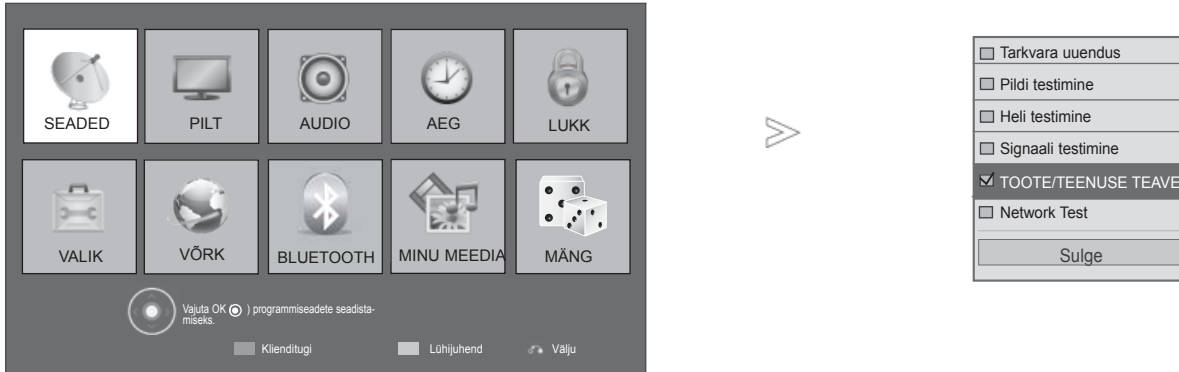 SEADED PILT AUDIO AEG LUKK
VALIK VÕRK BLUETOOTH MINU MEEDIA MÄNG
Vajuta OK ) programmiseadete seadista-
miseks.
Klienditugi Lühijuhend Välju
Tarkvara uuendus
Pildi testimine
Heli testimine
Signaali testimine
TOOTE/TEENUSE TEAVE
Network Test
Sulge